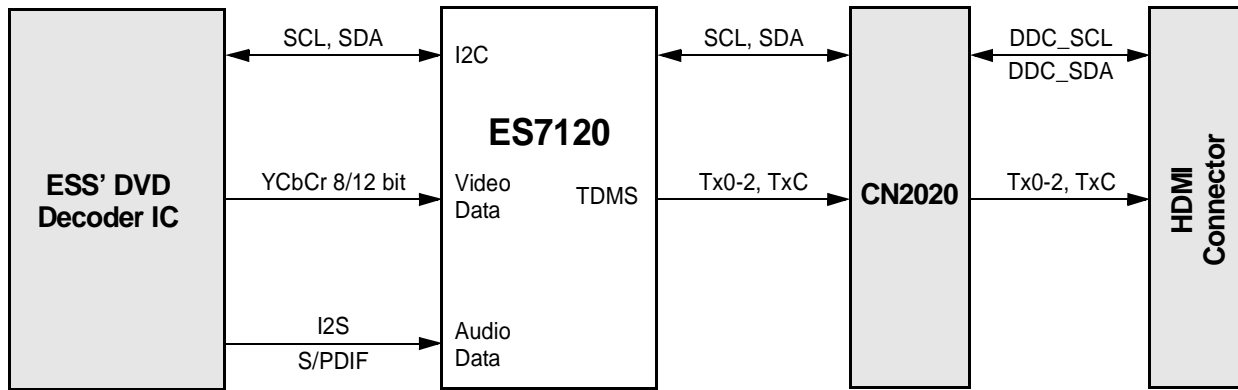 ESS’ DVD
Decoder IC
SCL, SDA
YCbCr 8/12 bit
I2S
S/PDIF
I2C
ES7120
Video
Data
TDMS
Audio
Data
SCL, SDA
Tx0-2, TxC
CN2020
DDC_SCL
DDC_SDA
Tx0-2, TxC
HDMI
Connector